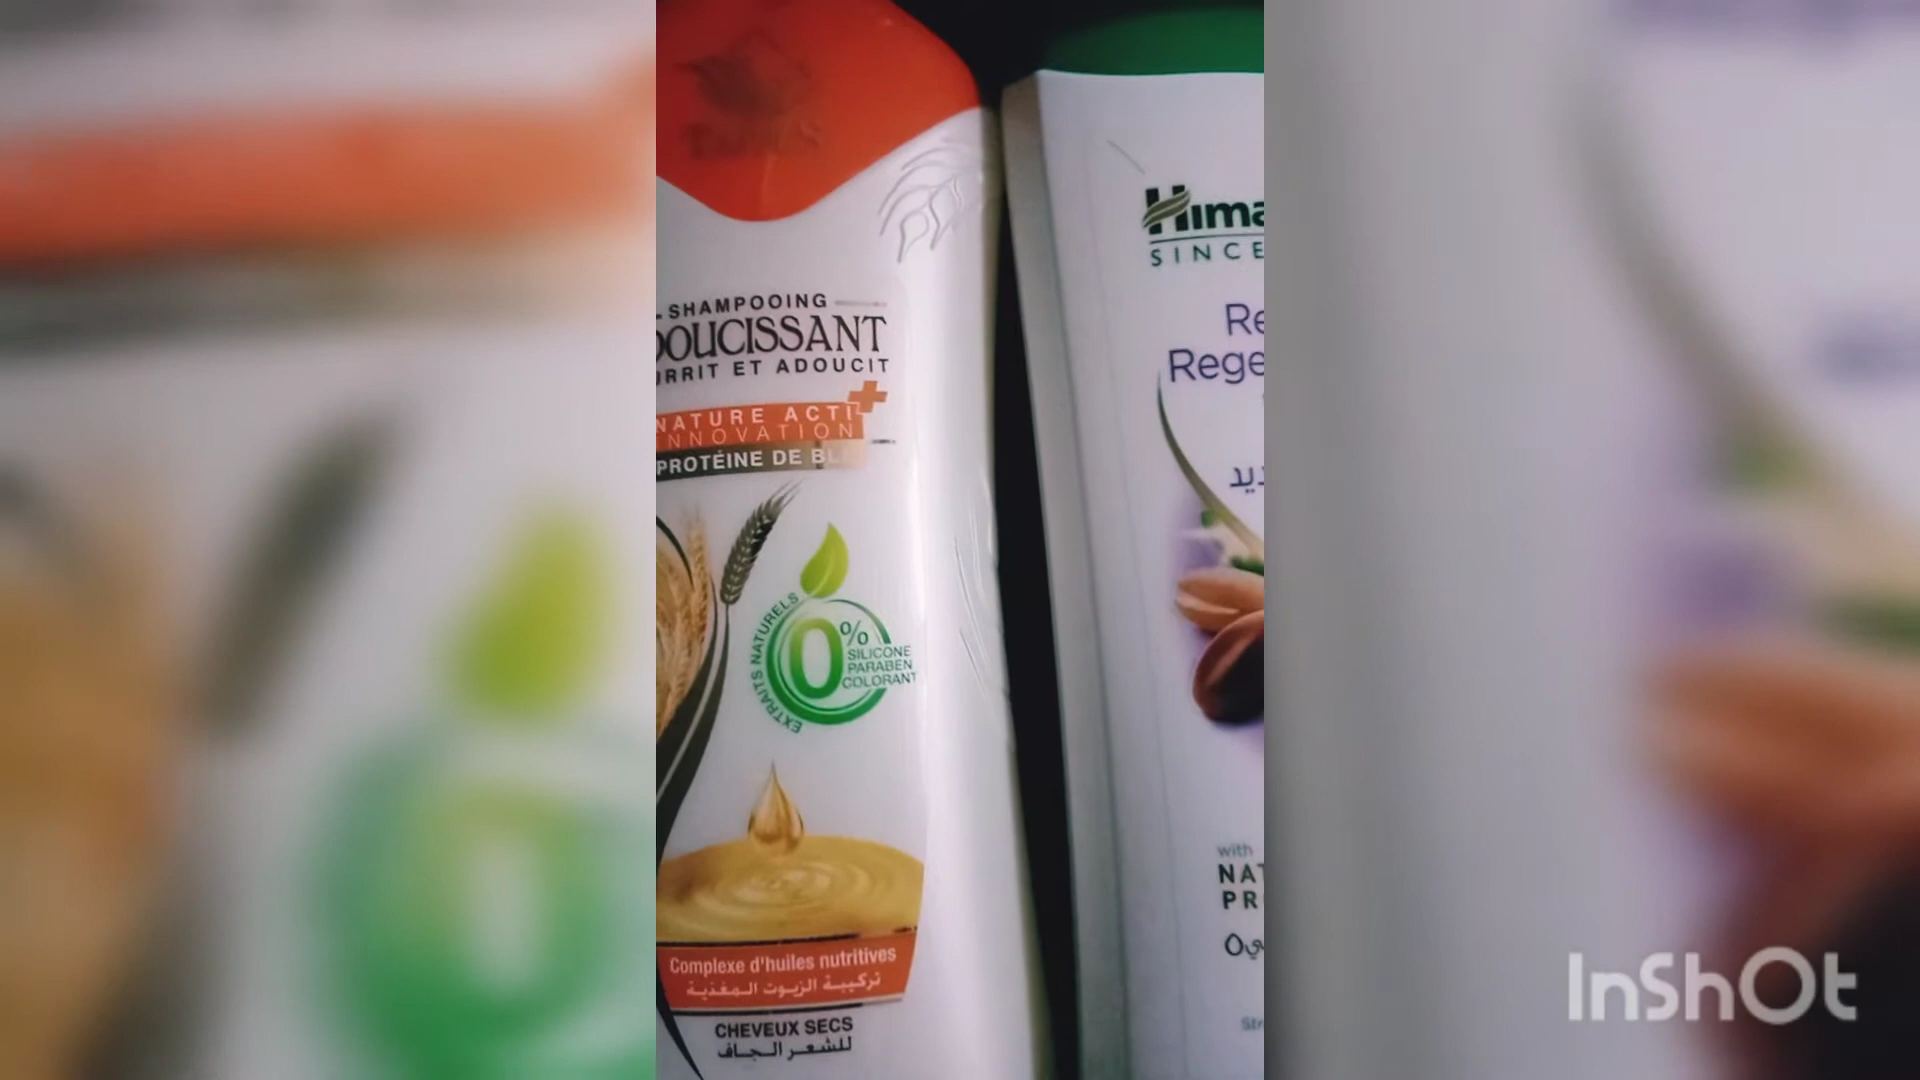 SHAMPOOING
DOUCISSANT
RRIT ET ADOUCIT
NATURE ACTI+
INNOVATION
PROTÉINE DE BL
EXTRAITS NATURELS
0%
SILICONE
PARABEN
COLORANT
Complexe d'huiles nutritives
تركيبة الزيوت المغذية
CHEVEUX SECS
للشعر الجاف
Hima
SINCE
Re
Rege
ديد
with
NAT
PR
InShOt